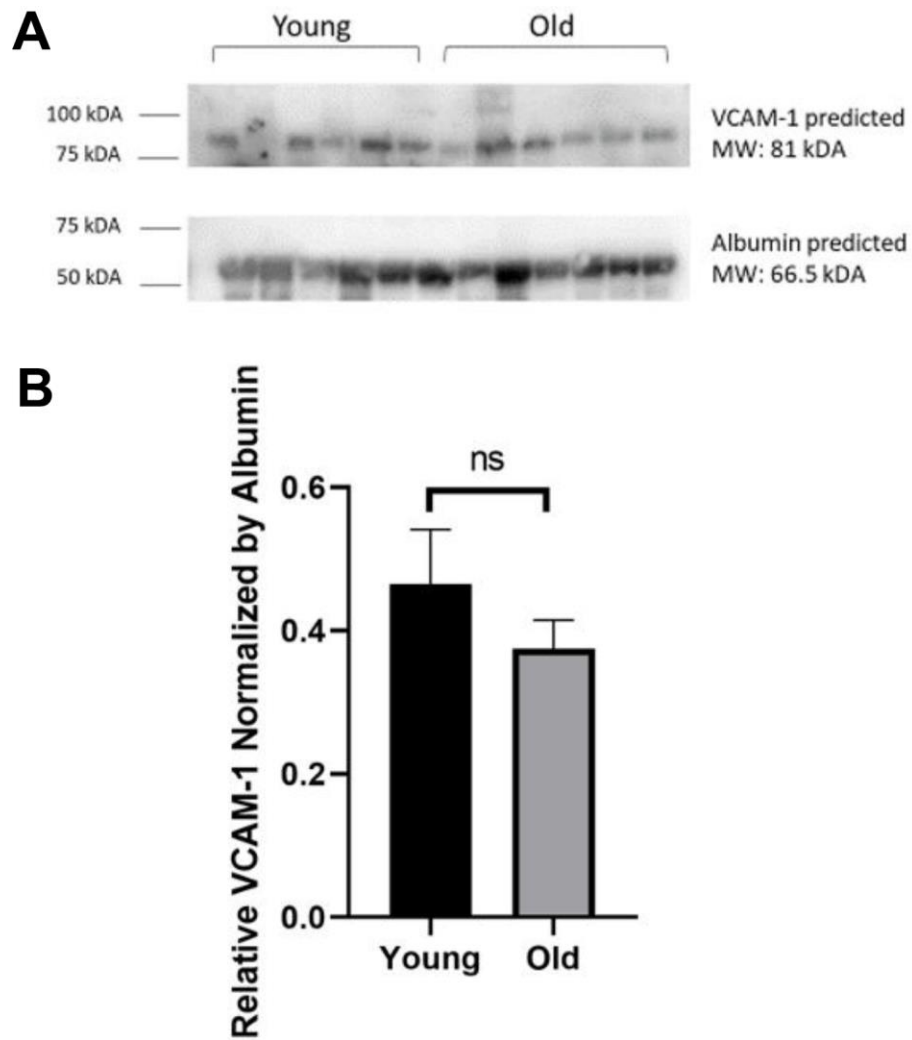 A
Young
Old
100 kDA
75 kDA
VCAM-1 predicted
MW: 81 kDA
75 kDA
50 kDA
Albumin predicted
MW: 66.5 kDA
B
Relative VCAM-1 Normalized by Albumin
ns
0.6
0.4
0.2
0.0
Young
Old